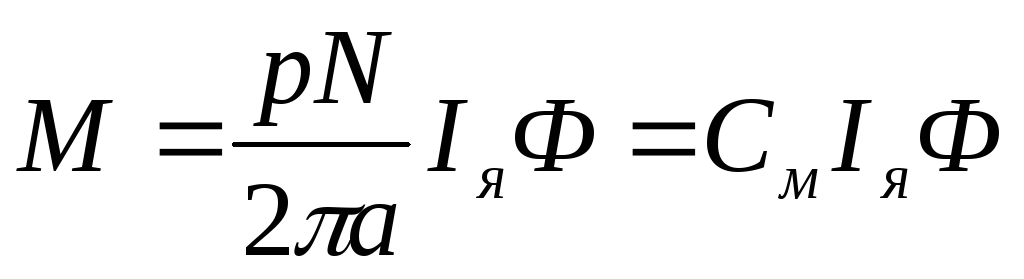 M = pN/2πa I_я Ф = C_м I_я Ф